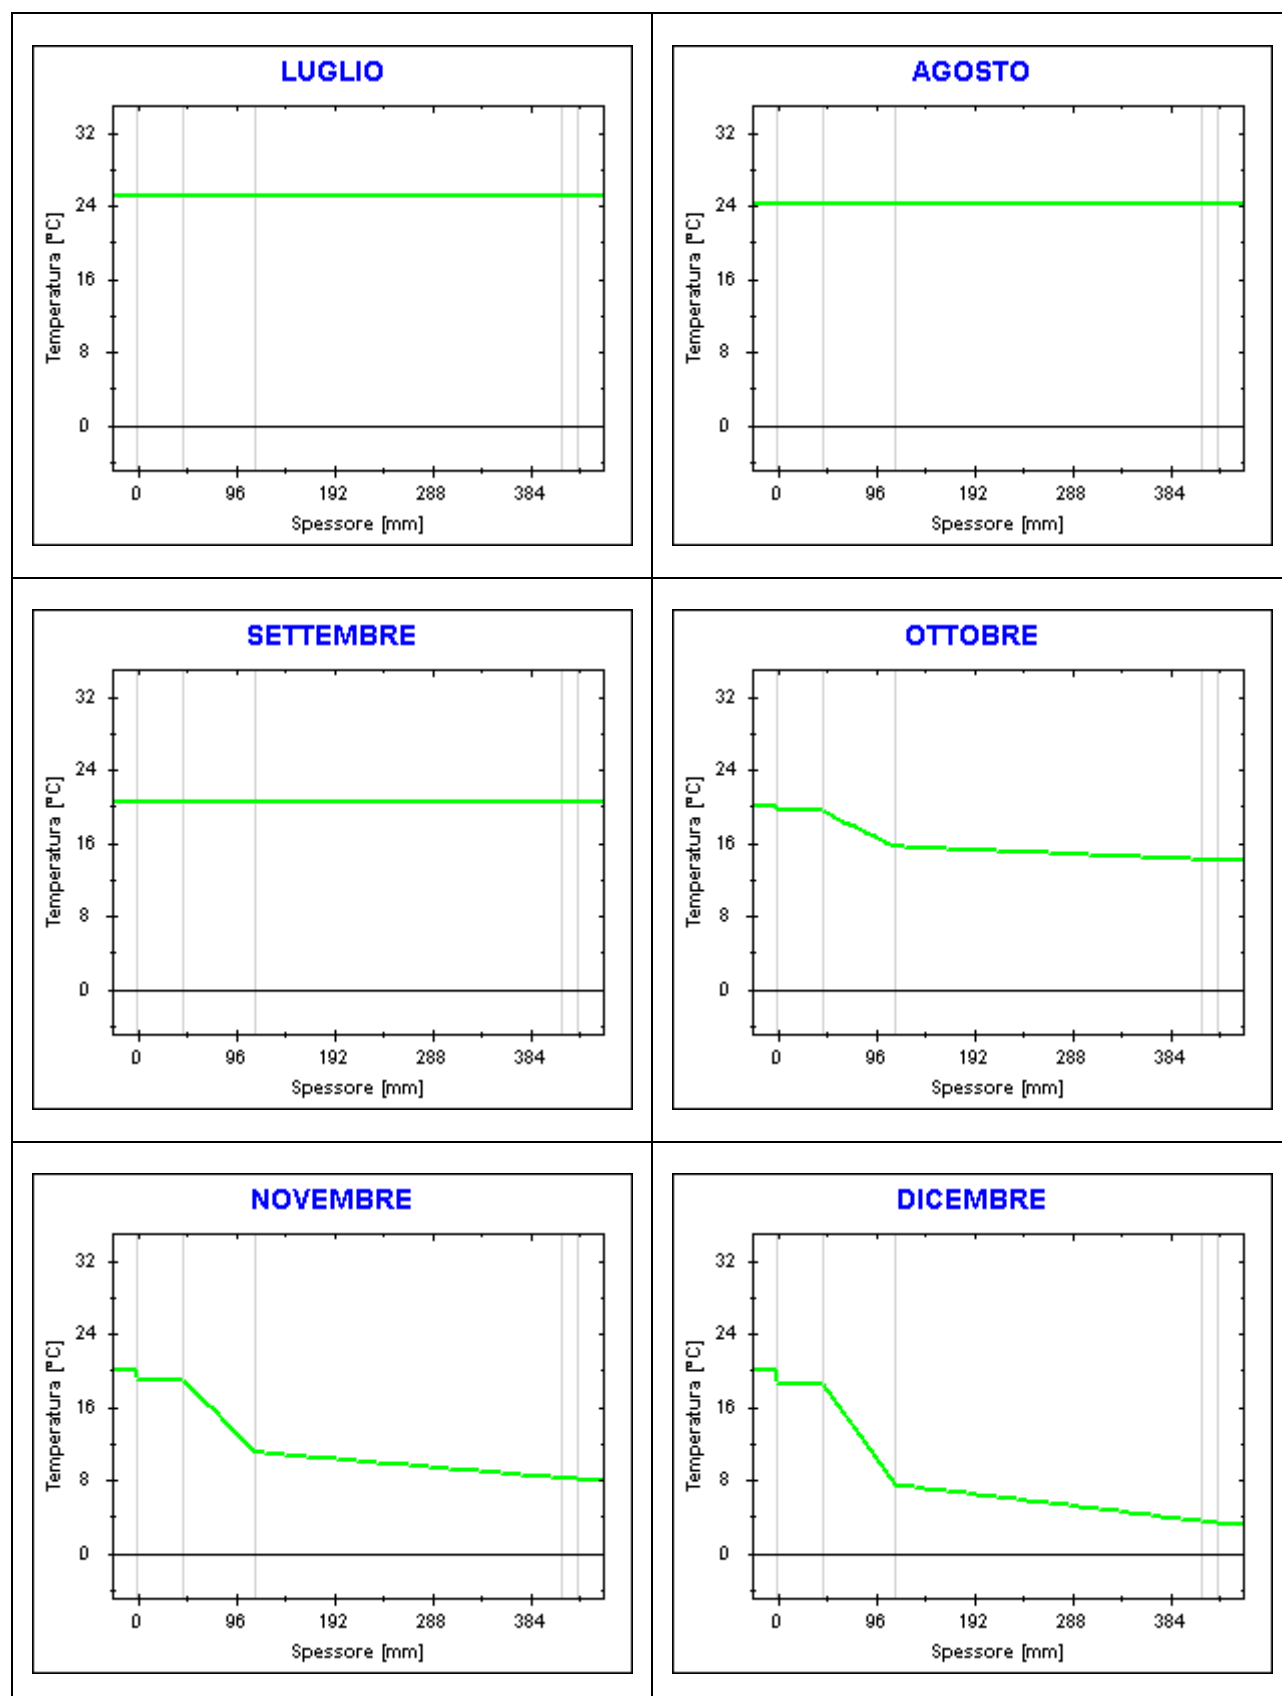 LUGLIO
32
24
16
8
0
Temperatura [°C]
0 96 192 288 384
Spessore [mm]
AGOSTO
32
24
16
8
0
Temperatura [°C]
0 96 192 288 384
Spessore [mm]
SETTEMBRE
32
24
16
8
0
Temperatura [°C]
0 96 192 288 384
Spessore [mm]
OTTOBRE
32
24
16
8
0
Temperatura [°C]
0 96 192 288 384
Spessore [mm]
NOVEMBRE
32
24
16
8
0
Temperatura [°C]
0 96 192 288 384
Spessore [mm]
DICEMBRE
32
24
16
8
0
Temperatura [°C]
0 96 192 288 384
Spessore [mm]